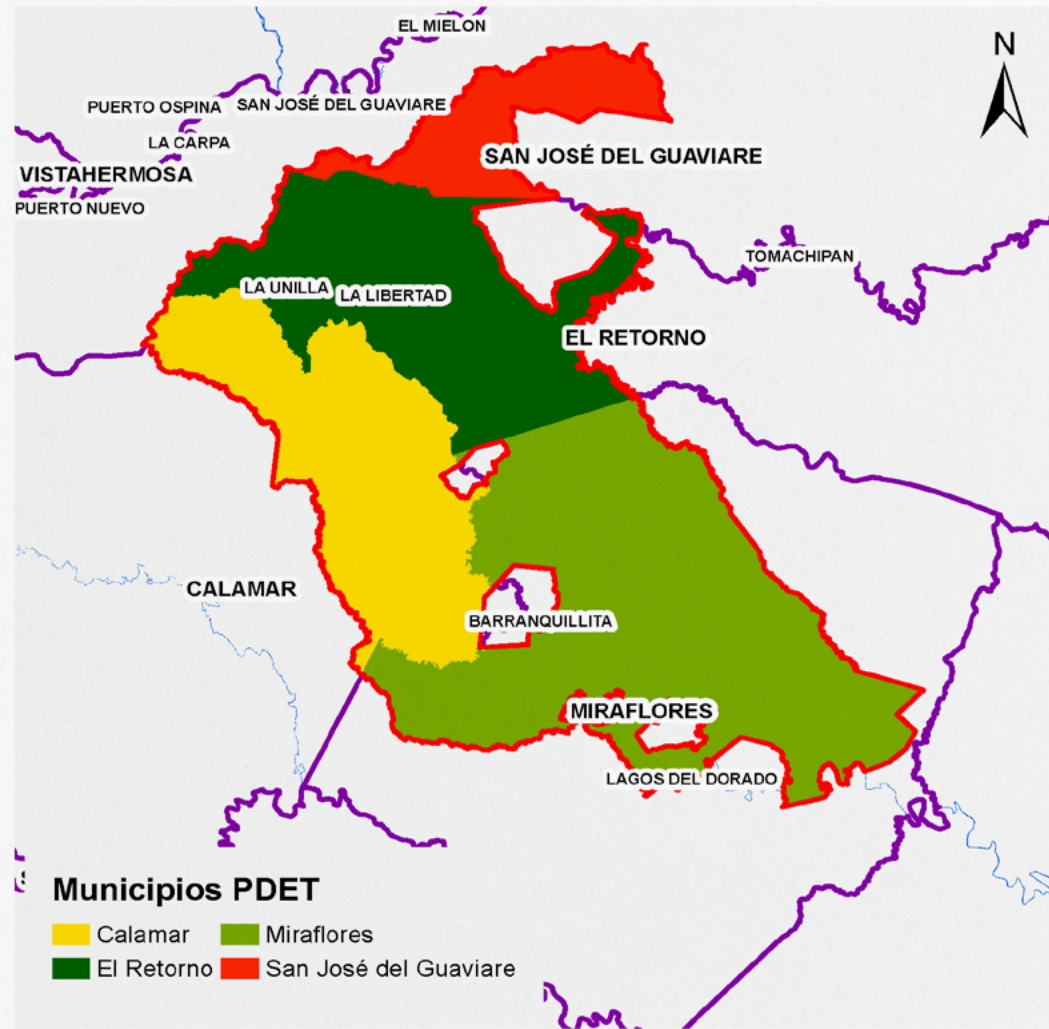 EL MIELON
N
PUERTO OSPINA
SAN JOSÉ DEL GUAVIARE
LA CARPA
SAN JOSÉ DEL GUAVIARE
VISTAHERMOSA
PUERTO NUEVO
TOMACHIPAN
LA UNILLA
LA LIBERTAD
EL RETORNO
CALAMAR
BARRANQUILLITA
MIRAFLORES
LAGOS DEL DORADO
Municipios PDET
Calamar
Miraflores
El Retorno
San José del Guaviare